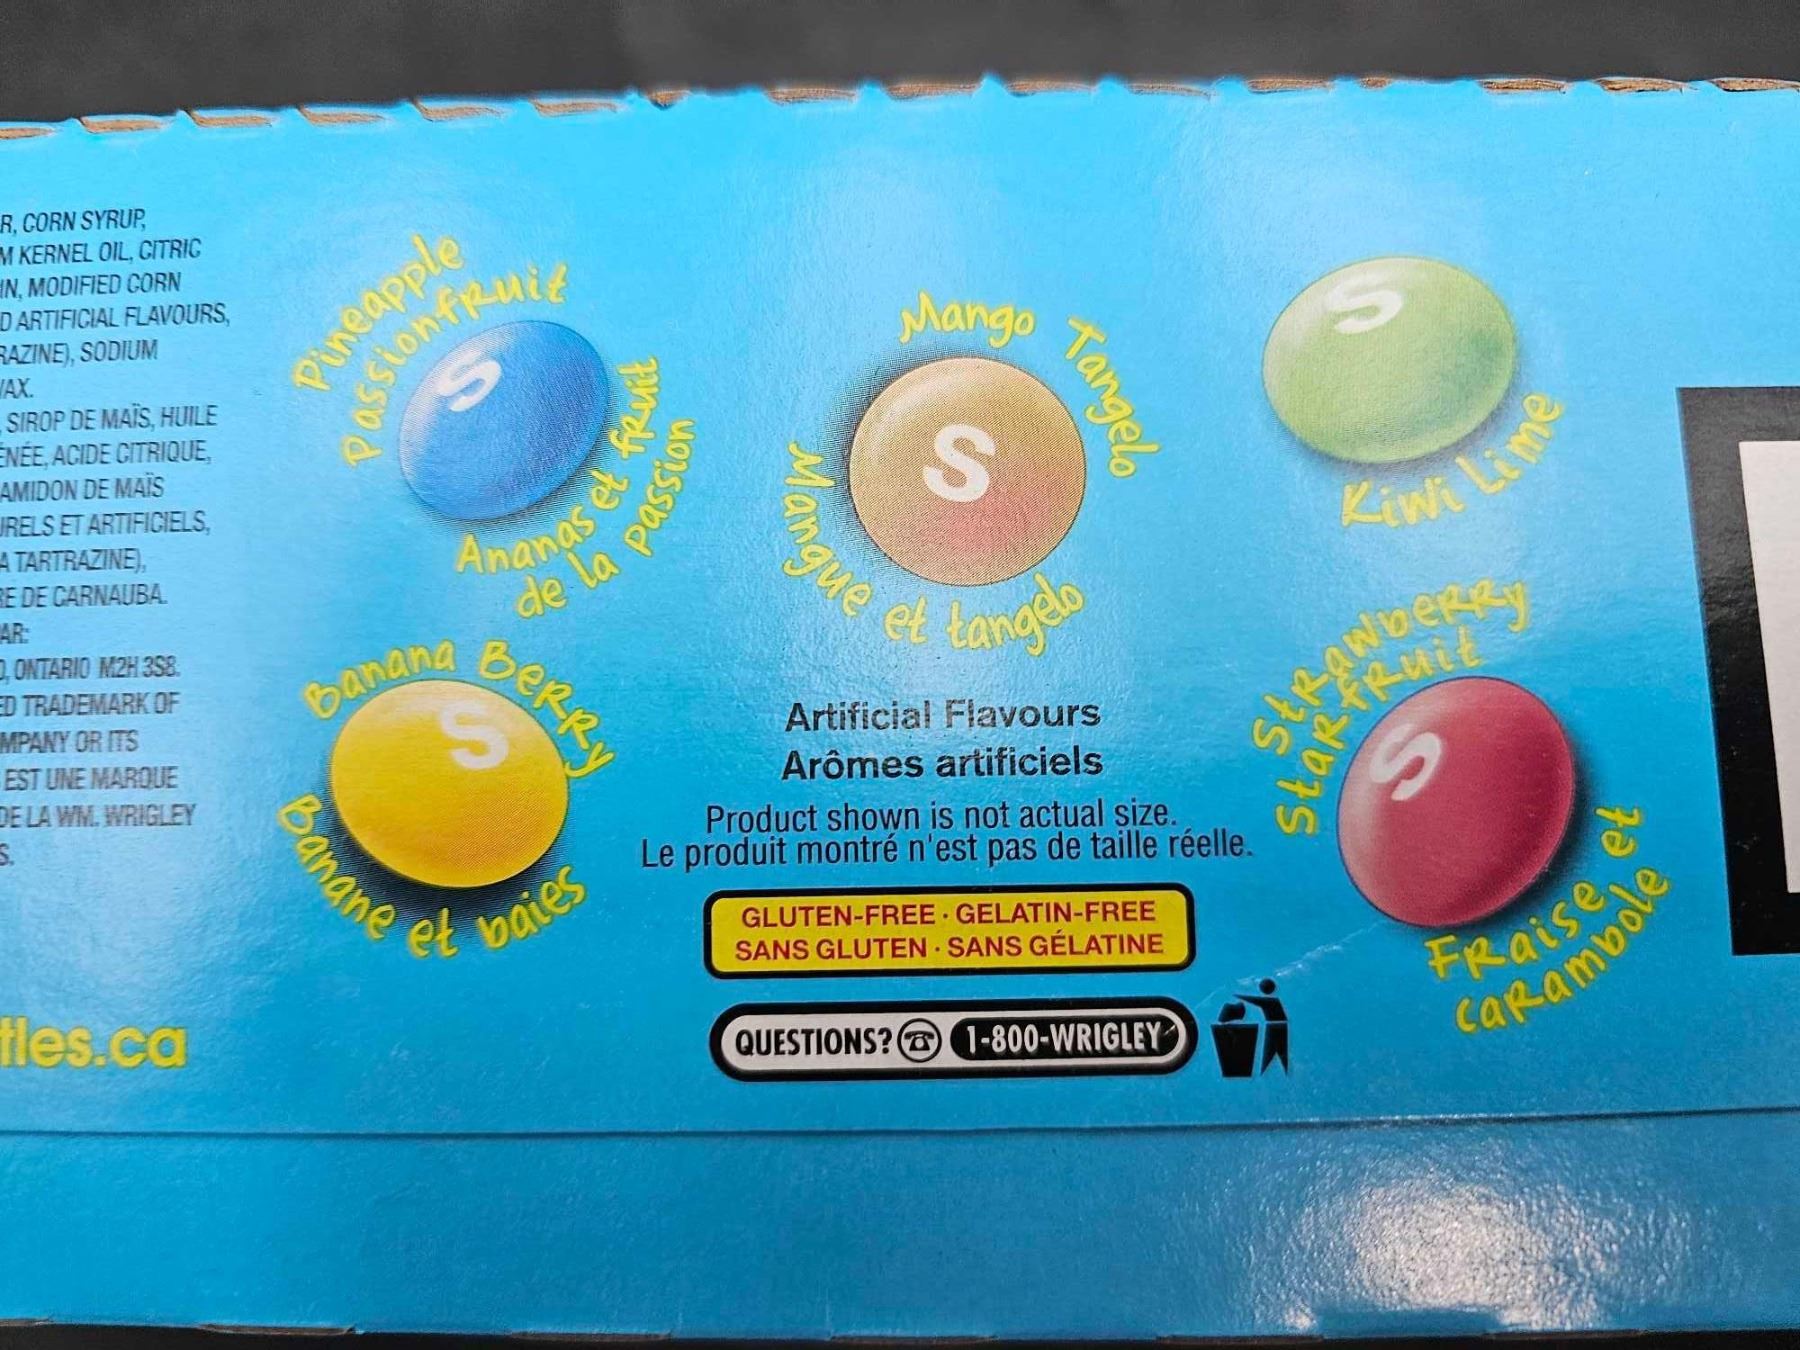 R, CORN SYRUP,
M KERNEL OIL, CITRIC
IN, MODIFIED CORN
D ARTIFICIAL FLAVOURS,
RAZINE), SODIUM
AX.
, SIROP DE MAÏS, HUILE
ÉNÉE, ACIDE CITRIQUE,
AMIDON DE MAÏS
URELS ET ARTIFICIELS,
A TARTRAZINE),
RE DE CARNAUBA.
AR:
O, ONTARIO M2H 3S8.
ED TRADEMARK OF
MPANY OR ITS
EST UNE MARQUE
DE LA WM. WRIGLEY
S.
tles.ca
Pineapple
Passionfruit
S
Ananas et fruit
de la passion
Banana Berry
S
Banane et baies
Mango Tangelo
S
Mangue et tangelo
Artificial Flavours
Arômes artificiels
Product shown is not actual size.
Le produit montré n'est pas de taille réelle.
GLUTEN-FREE · GELATIN-FREE
SANS GLUTEN · SANS GÉLATINE
QUESTIONS? 1-800-WRIGLEY
S
Kiwi Lime
Strawberry
Starfruit
S
Fraise et
carambole